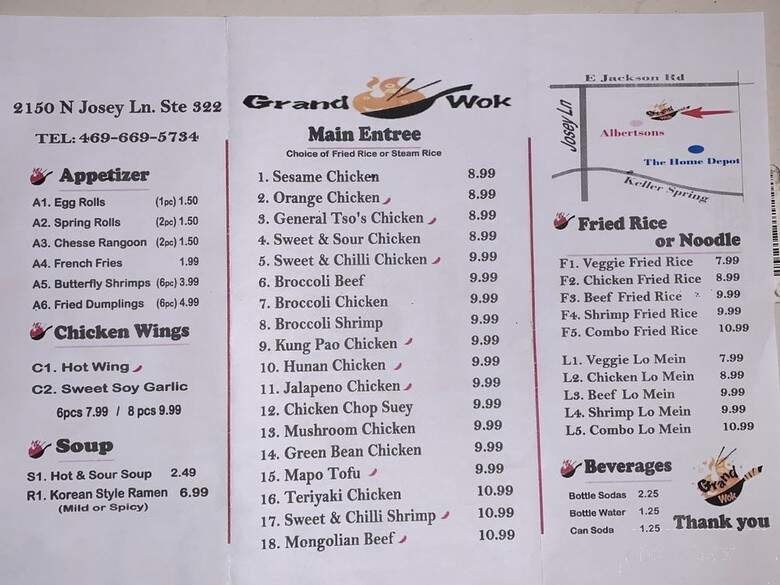 2150 N Josey Ln. Ste 322
TEL: 469-669-5734
Appetizer
A1. Egg Rolls (1pc) 1.50
A2. Spring Rolls (2pc) 1.50
A3. Chesse Rangoon (2pc) 1.50
A4. French Fries 1.99
A5. Butterfly Shrimps (6pc) 3.99
A6. Fried Dumplings (6pc) 4.99
Chicken Wings
C1. Hot Wing
C2. Sweet Soy Garlic
6pcs 7.99 / 8 pcs 9.99
Soup
S1. Hot & Sour Soup 2.49
R1. Korean Style Ramen 6.99
(Mild or Spicy)
Grand Wok
Main Entree
Choice of Fried Rice or Steam Rice
1. Sesame Chicken 8.99
2. Orange Chicken 8.99
3. General Tso's Chicken 8.99
4. Sweet & Sour Chicken 8.99
5. Sweet & Chilli Chicken 8.99
6. Broccoli Beef 9.99
7. Broccoli Chicken 9.99
8. Broccoli Shrimp 9.99
9. Kung Pao Chicken 9.99
10. Hunan Chicken 9.99
11. Jalapeno Chicken 9.99
12. Chicken Chop Suey 9.99
13. Mushroom Chicken 9.99
14. Green Bean Chicken 9.99
15. Mapo Tofu 9.99
16. Teriyaki Chicken 10.99
17. Sweet & Chilli Shrimp 10.99
18. Mongolian Beef 10.99
E Jackson Rd
Josey Ln
Albertsons
The Home Depot
Keller Spring
Fried Rice
or Noodle
F1. Veggie Fried Rice 7.99
F2. Chicken Fried Rice 8.99
F3. Beef Fried Rice 9.99
F4. Shrimp Fried Rice 9.99
F5. Combo Fried Rice 10.99
L1. Veggie Lo Mein 7.99
L2. Chicken Lo Mein 8.99
L3. Beef Lo Mein 9.99
L4. Shrimp Lo Mein 9.99
L5. Combo Lo Mein 10.99
Beverages
Bottle Sodas 2.25
Bottle Water 1.25
Can Soda 1.25
Grand
Wok
Thank you